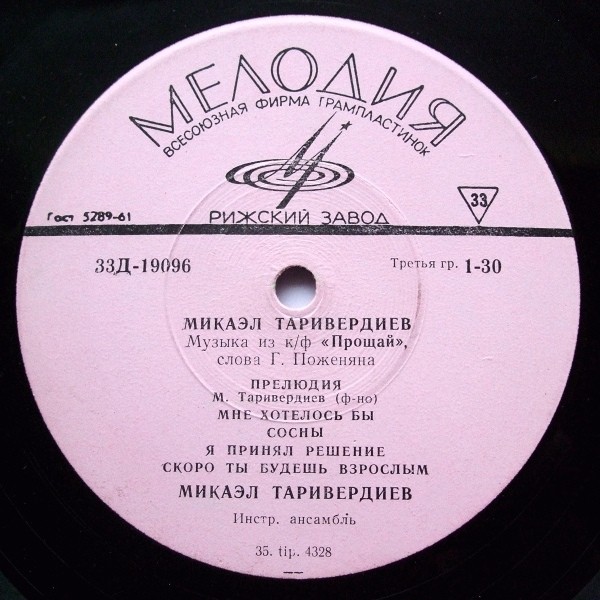 МЕЛОДИЯ
ВСЕСОЮЗНАЯ ФИРМА ГРАМПЛАСТИНОК
33
РИЖСКИЙ ЗАВОД
Гост 5289-61
33Д-19096
Третья гр. 1-30
МИКАЭЛ ТАРИВЕРДИЕВ
Музыка из к/ф «Прощай»,
слова Г. Поженяна
ПРЕЛЮДИЯ
М. Таривердиев (ф-но)
МНЕ ХОТЕЛОСЬ БЫ
СОСНЫ
Я ПРИНЯЛ РЕШЕНИЕ
СКОРО ТЫ БУДЕШЬ ВЗРОСЛЫМ
МИКАЭЛ ТАРИВЕРДИЕВ
Инстр. ансамбль
35. tip. 4328